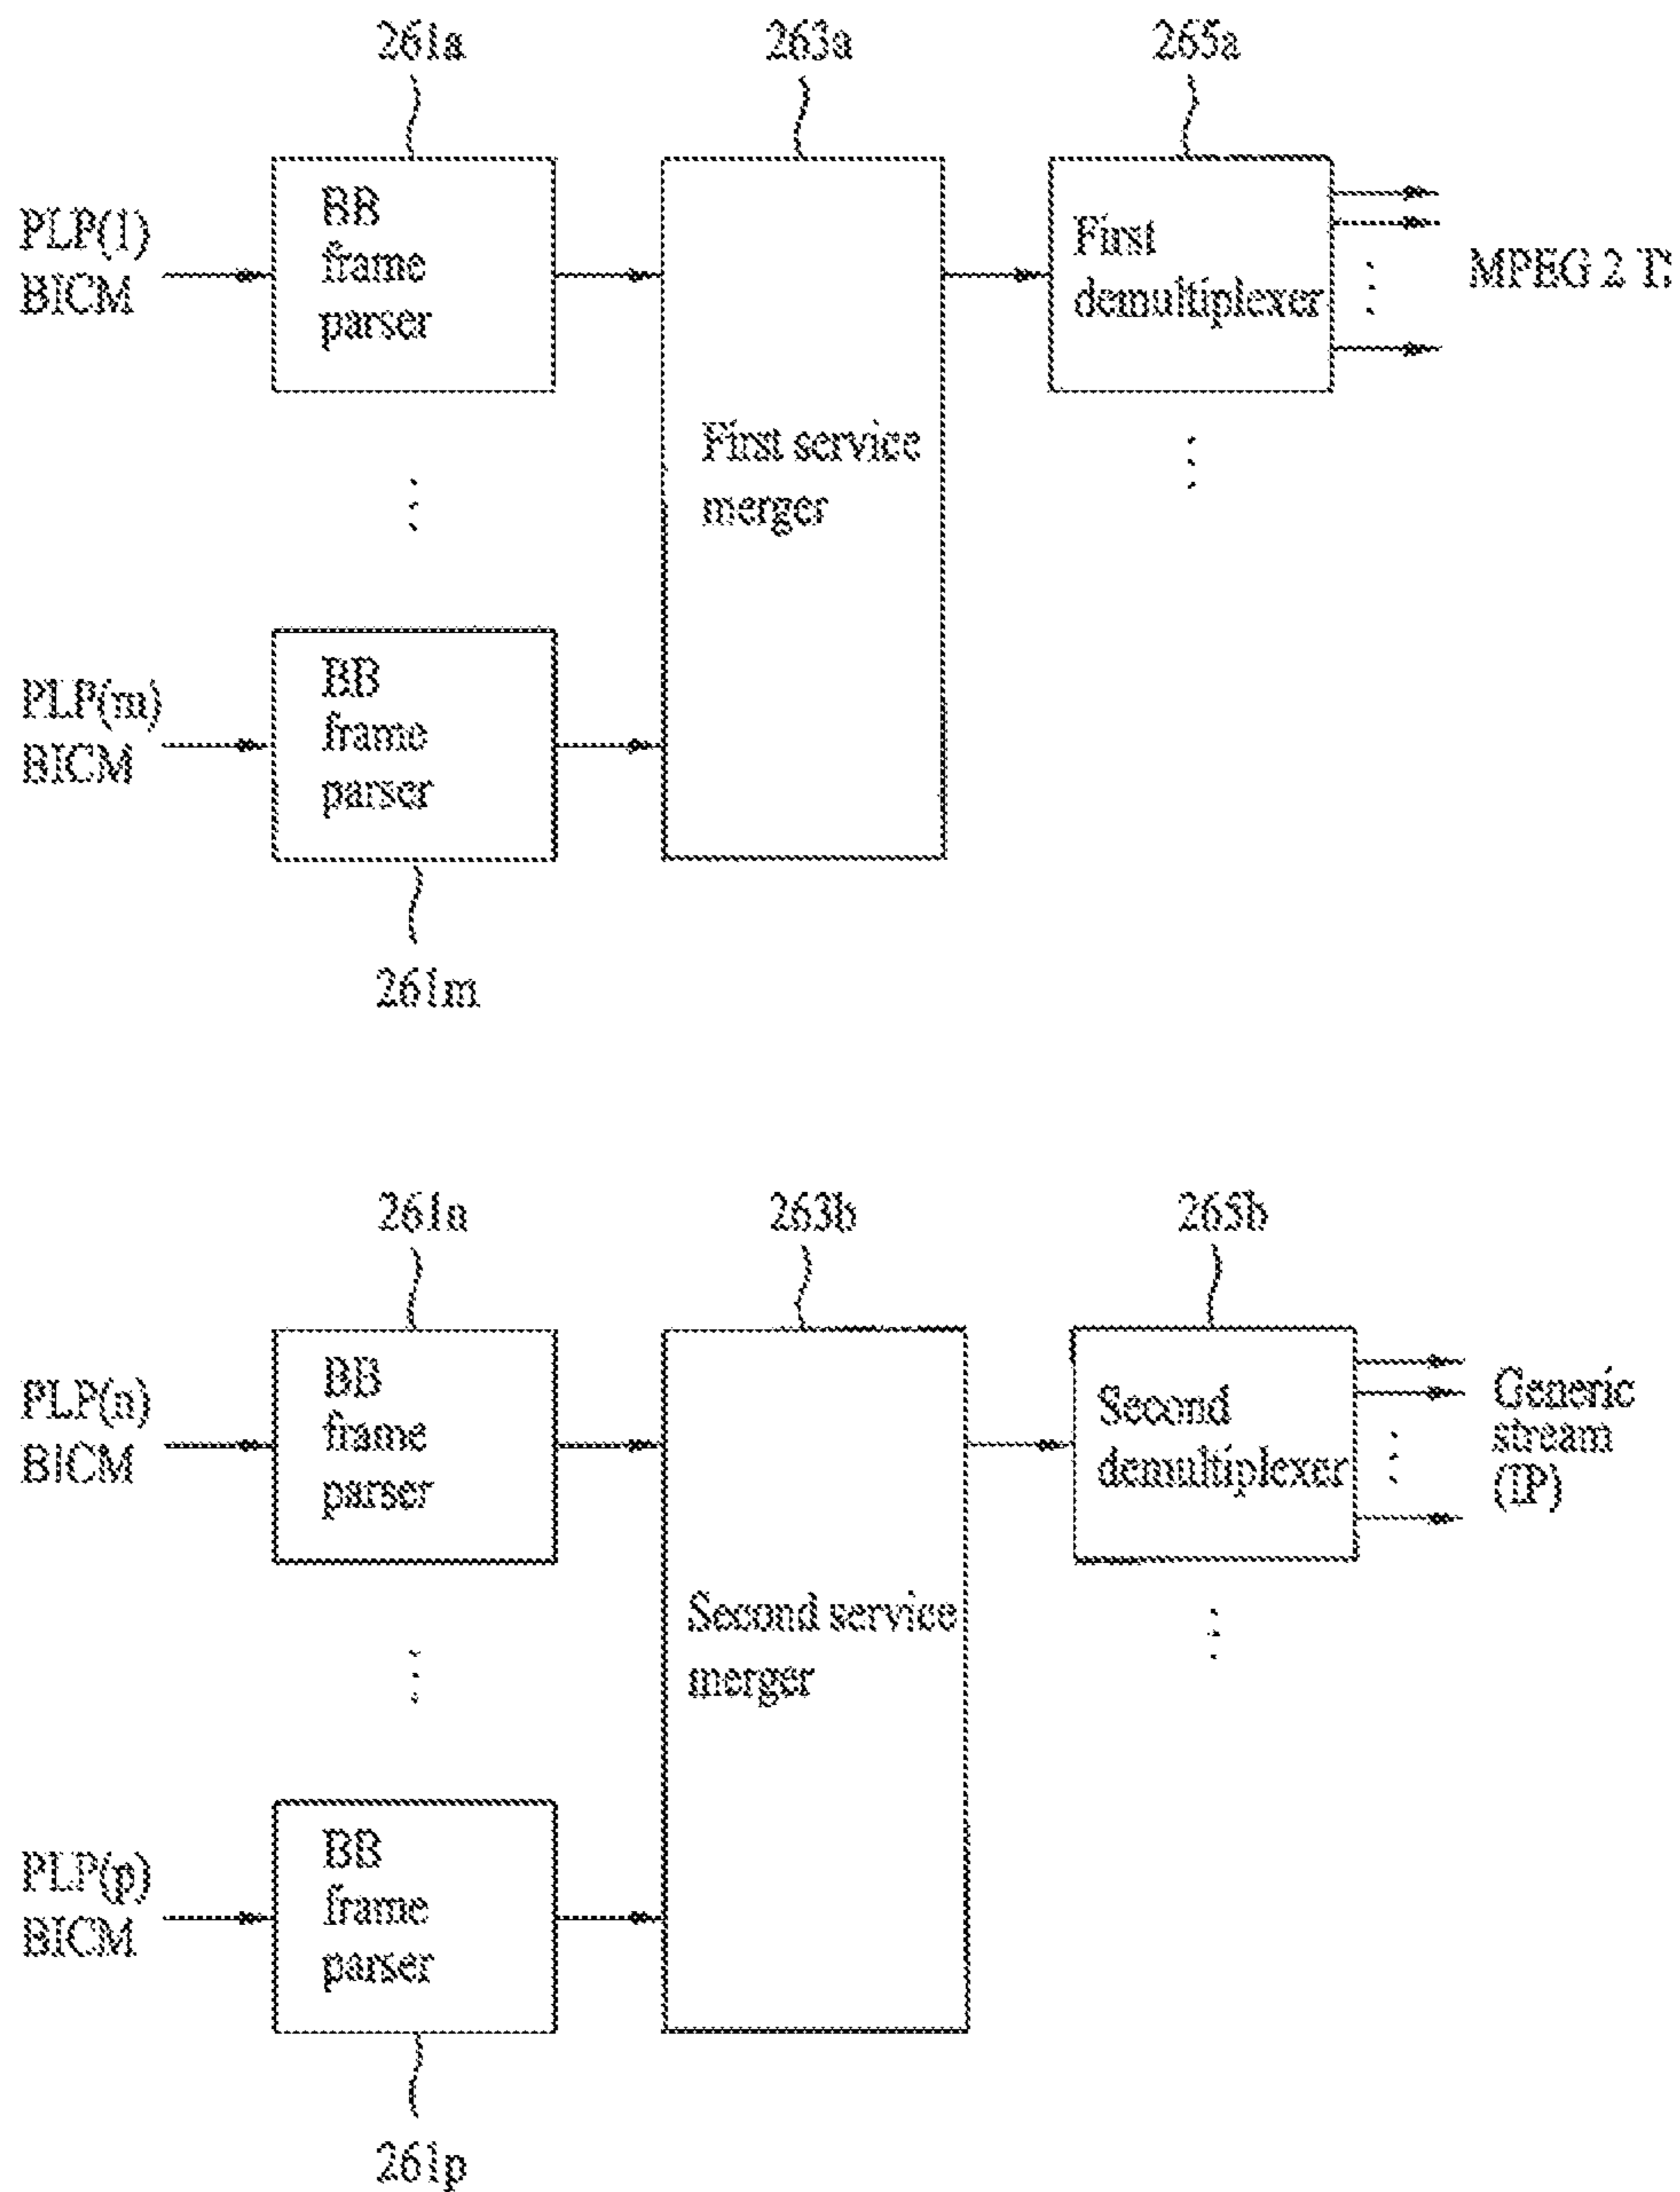 261a
263a
265a
PLP(1)
BICM
BB
frame
parser
First service
merger
First
demultiplexer
MPEG 2
PLP(m)
BICM
BB
frame
parser
261m
261n
263b
265b
PLP(n)
BICM
BB
frame
parser
Second service
merger
Second
demultiplexer
Generic
stream
(IP)
PLP(p)
BICM
BB
frame
parser
261p